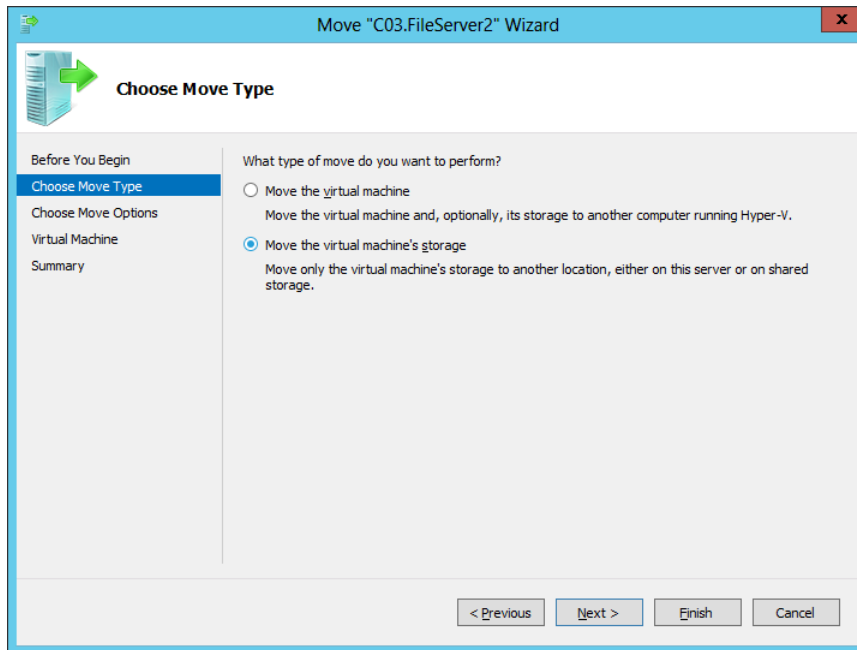 Move "C03.FileServer2" Wizard
x
Choose Move Type
Before You Begin
Choose Move Type
Choose Move Options
Virtual Machine
Summary
What type of move do you want to perform?
Move the virtual machine
Move the virtual machine and, optionally, its storage to another computer running Hyper-V.
Move the virtual machine's storage
Move only the virtual machine's storage to another location, either on this server or on shared
storage.
< Previous
Next >
Finish
Cancel